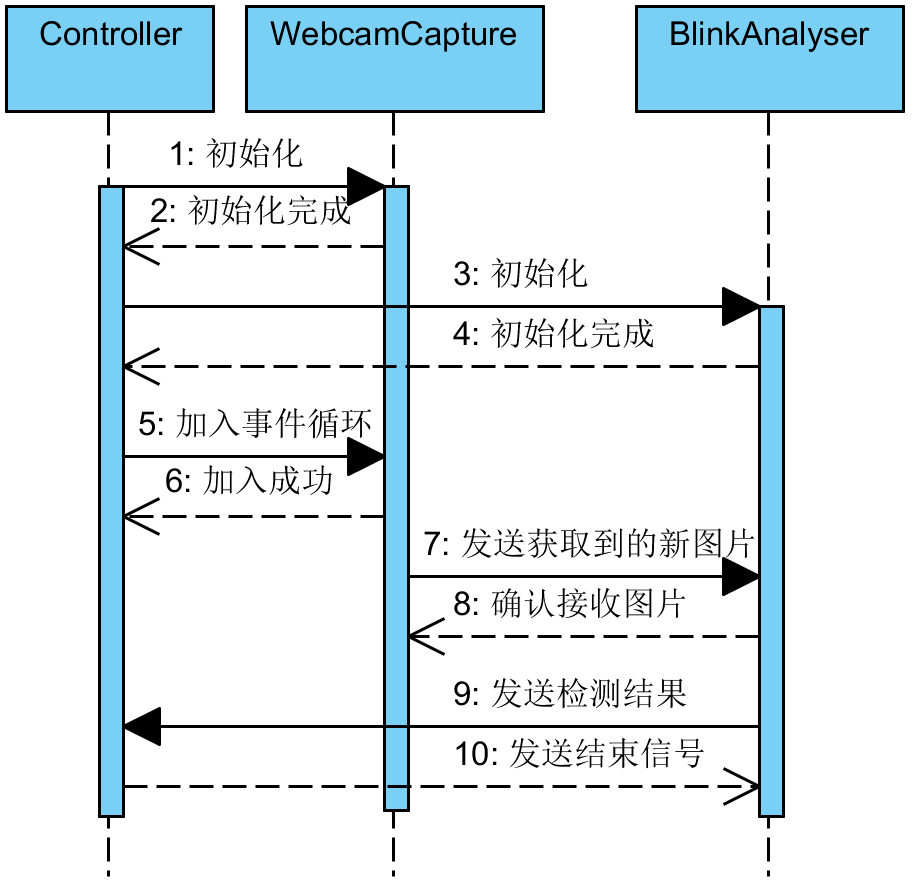 Controller
WebcamCapture
BlinkAnalyser
1: 初始化
2: 初始化完成
3: 初始化
4: 初始化完成
5: 加入事件循环
6: 加入成功
7: 发送获取到的新图片
8: 确认接收图片
9: 发送检测结果
10: 发送结束信号